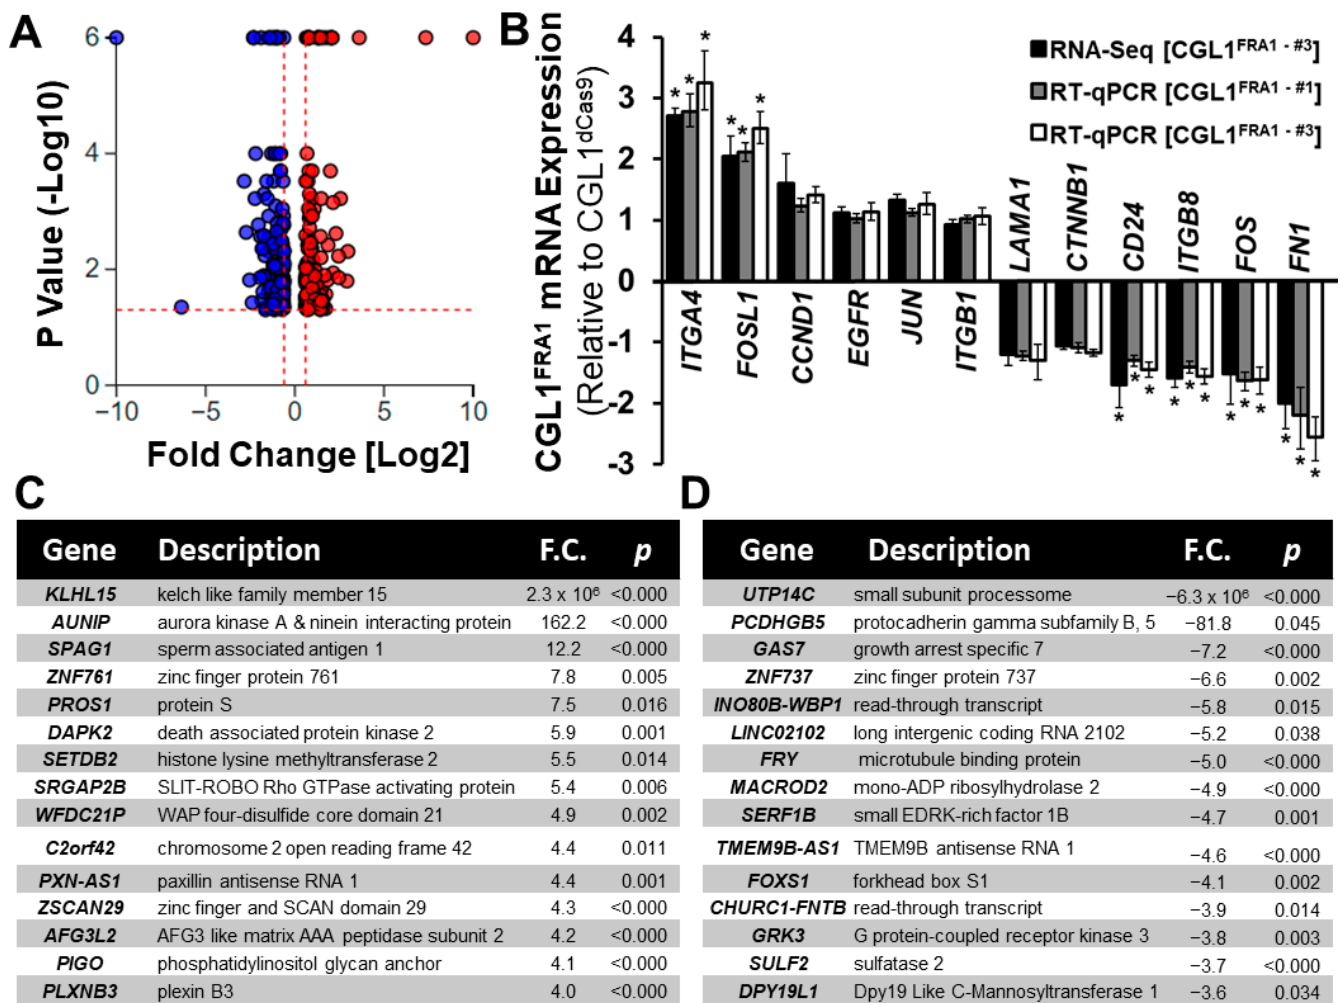 A
P Value (-Log10)
6
4
2
0
−10
−5
0
5
10
Fold Change [Log2]
B
CGL1FRA1 mRNA Expression
(Relative to CGL1dCas9)
4
3
2
1
0
-1
-2
-3
RNA-Seq [CGL1FRA1 - #3]
RT-qPCR [CGL1FRA1 - #1]
RT-qPCR [CGL1FRA1 - #3]
* * *
* * *
ITGA4
FOSL1
CCND1
EGFR
JUN
ITGB1
LAMA1
CTNNB1
CD24
ITGB8
FOS
FN1
* * *
* * *
* * *
* * *
C
Gene Description F.C. p
KLHL15 kelch like family member 15 2.3 x 10⁶ <0.000
AUNIP aurora kinase A & ninein interacting protein 162.2 <0.000
SPAG1 sperm associated antigen 1 12.2 <0.000
ZNF761 zinc finger protein 761 7.8 0.005
PROS1 protein S 7.5 0.016
DAPK2 death associated protein kinase 2 5.9 0.001
SETDB2 histone lysine methyltransferase 2 5.5 0.014
SRGAP2B SLIT-ROBO Rho GTPase activating protein 5.4 0.006
WFDC21P WAP four-disulfide core domain 21 4.9 0.002
C2orf42 chromosome 2 open reading frame 42 4.4 0.011
PXN-AS1 paxillin antisense RNA 1 4.4 0.001
ZSCAN29 zinc finger and SCAN domain 29 4.3 <0.000
AFG3L2 AFG3 like matrix AAA peptidase subunit 2 4.2 <0.000
PIGO phosphatidylinositol glycan anchor 4.1 <0.000
PLXNB3 plexin B3 4.0 <0.000
D
Gene Description F.C. p
UTP14C small subunit processome −6.3 x 10⁶ <0.000
PCDHGB5 protocadherin gamma subfamily B, 5 −81.8 0.045
GAS7 growth arrest specific 7 −7.2 <0.000
ZNF737 zinc finger protein 737 −6.6 0.002
INO80B-WBP1 read-through transcript −5.8 0.015
LINC02102 long intergenic coding RNA 2102 −5.2 0.038
FRY microtubule binding protein −5.0 <0.000
MACROD2 mono-ADP ribosylhydrolase 2 −4.9 <0.000
SERF1B small EDRK-rich factor 1B −4.7 0.001
TMEM9B-AS1 TMEM9B antisense RNA 1 −4.6 <0.000
FOXS1 forkhead box S1 −4.1 0.002
CHURC1-FNTB read-through transcript −3.9 0.014
GRK3 G protein-coupled receptor kinase 3 −3.8 0.003
SULF2 sulfatase 2 −3.7 <0.000
DPY19L1 Dpy19 Like C-Mannosyltransferase 1 −3.6 0.034